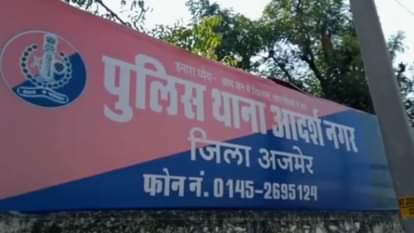 पुलिस थाना आदर्श नगर
जिला अजमेर
फोन नं. 0145-2695124